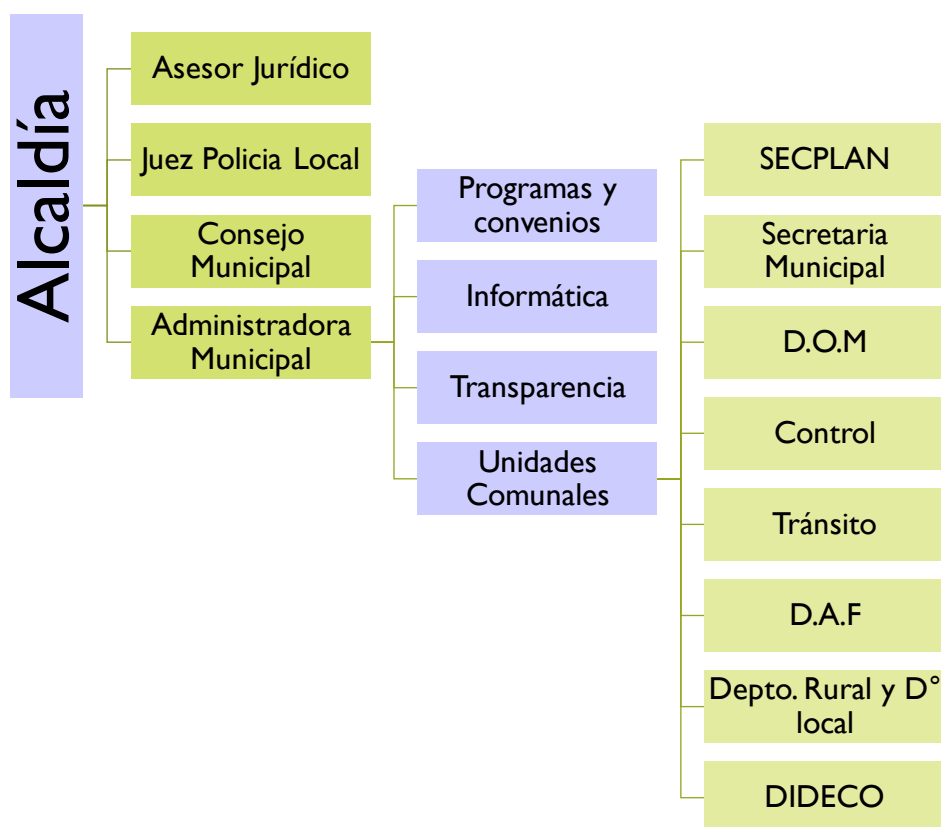 Alcaldía
Asesor Jurídico
Juez Policia Local
Consejo
Municipal
Administradora
Municipal
Programas y
convenios
Informática
Transparencia
Unidades
Comunales
SECPLAN
Secretaria
Municipal
D.O.M
Control
Tránsito
D.A.F
Depto. Rural y D°
local
DIDECO